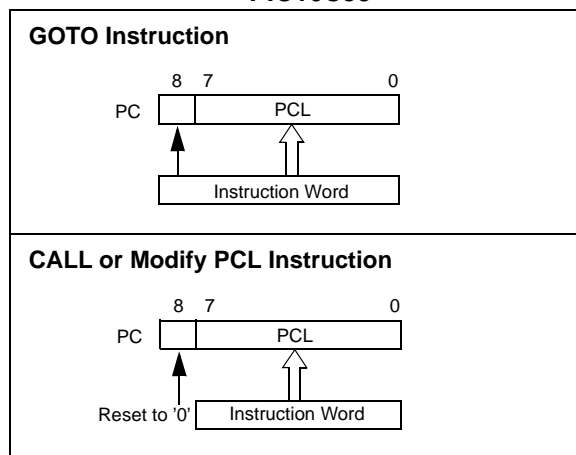 GOTO Instruction
8 7 0
PC PCL
Instruction Word
CALL or Modify PCL Instruction
8 7 0
PC PCL
Reset to '0' Instruction Word